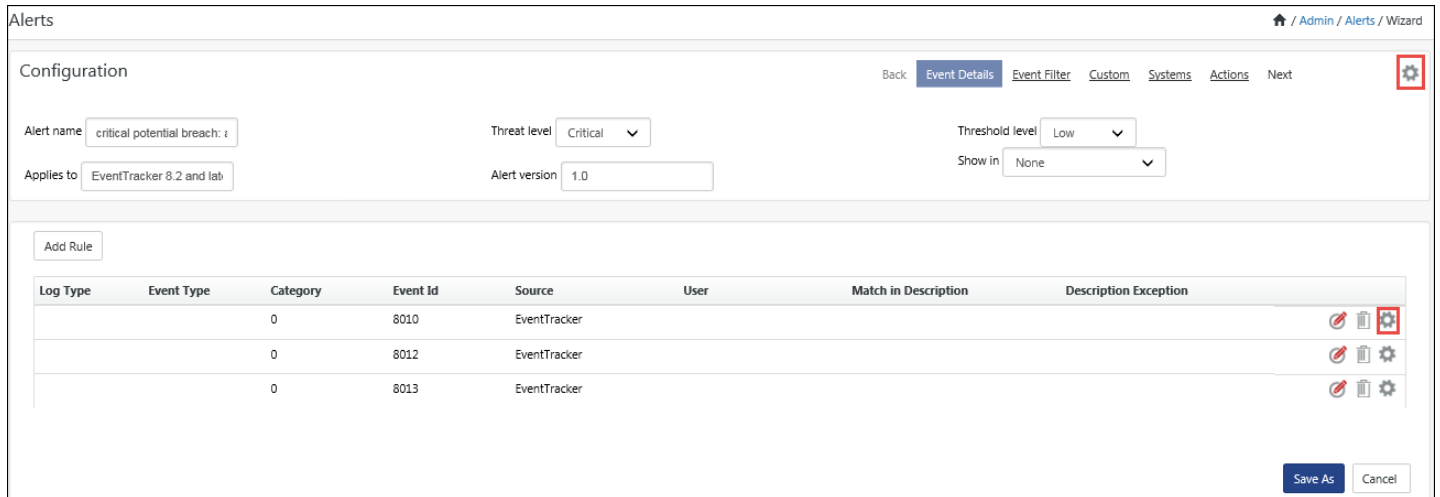 Alerts
/ Admin / Alerts / Wizard
Configuration
Back Event Details Event Filter Custom Systems Actions Next
Alert name critical potential breach: a
Threat level Critical
Threshold level Low
Show in None
Applies to EventTracker 8.2 and late
Alert version 1.0
Add Rule
Log Type Event Type Category Event Id Source User Match in Description Description Exception
0 8010 EventTracker
0 8012 EventTracker
0 8013 EventTracker
Save As Cancel